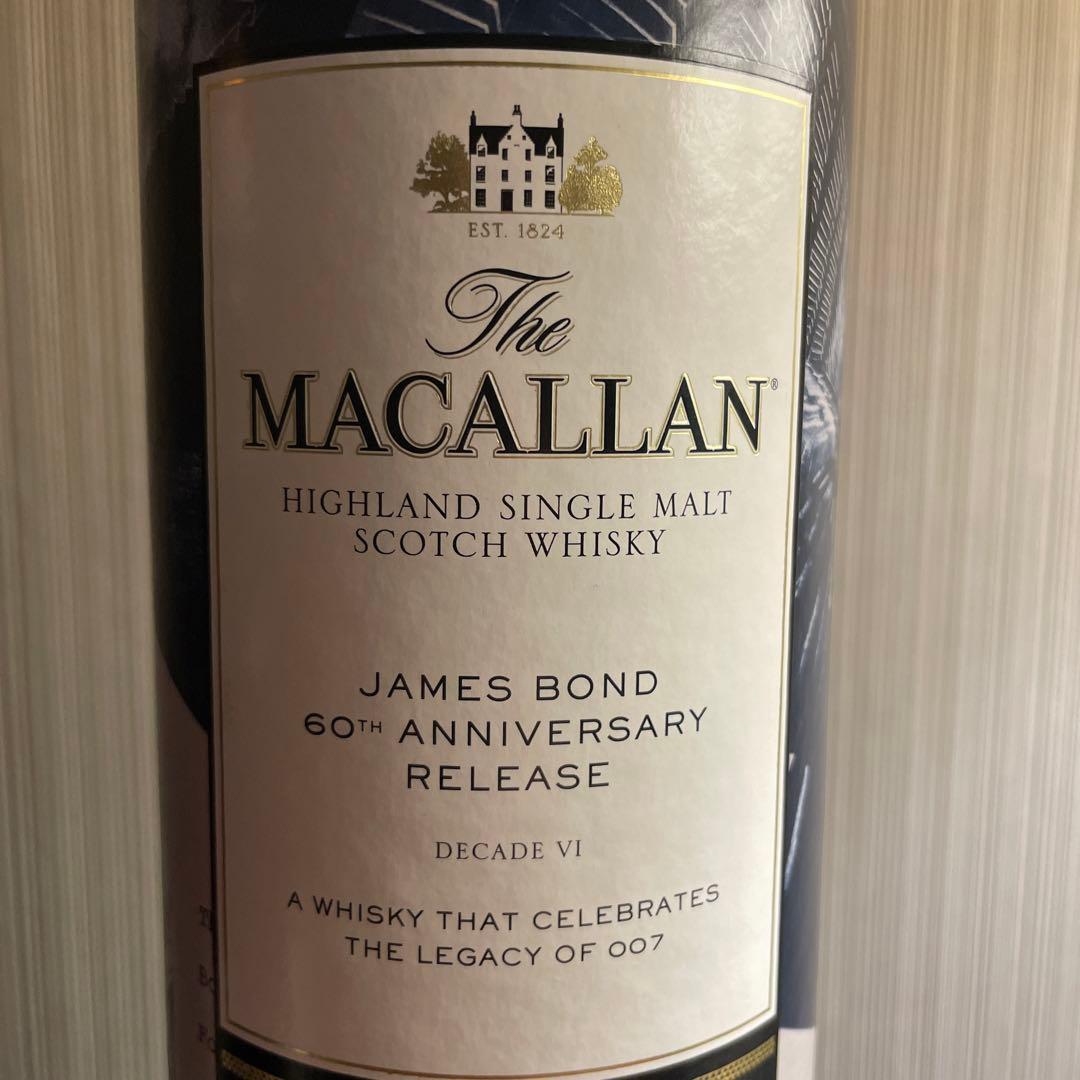 EST. 1824
The
MACALLAN®
HIGHLAND SINGLE MALT
SCOTCH WHISKY
JAMES BOND
60TH ANNIVERSARY
RELEASE
DECADE VI
A WHISKY THAT CELEBRATES
THE LEGACY OF 007